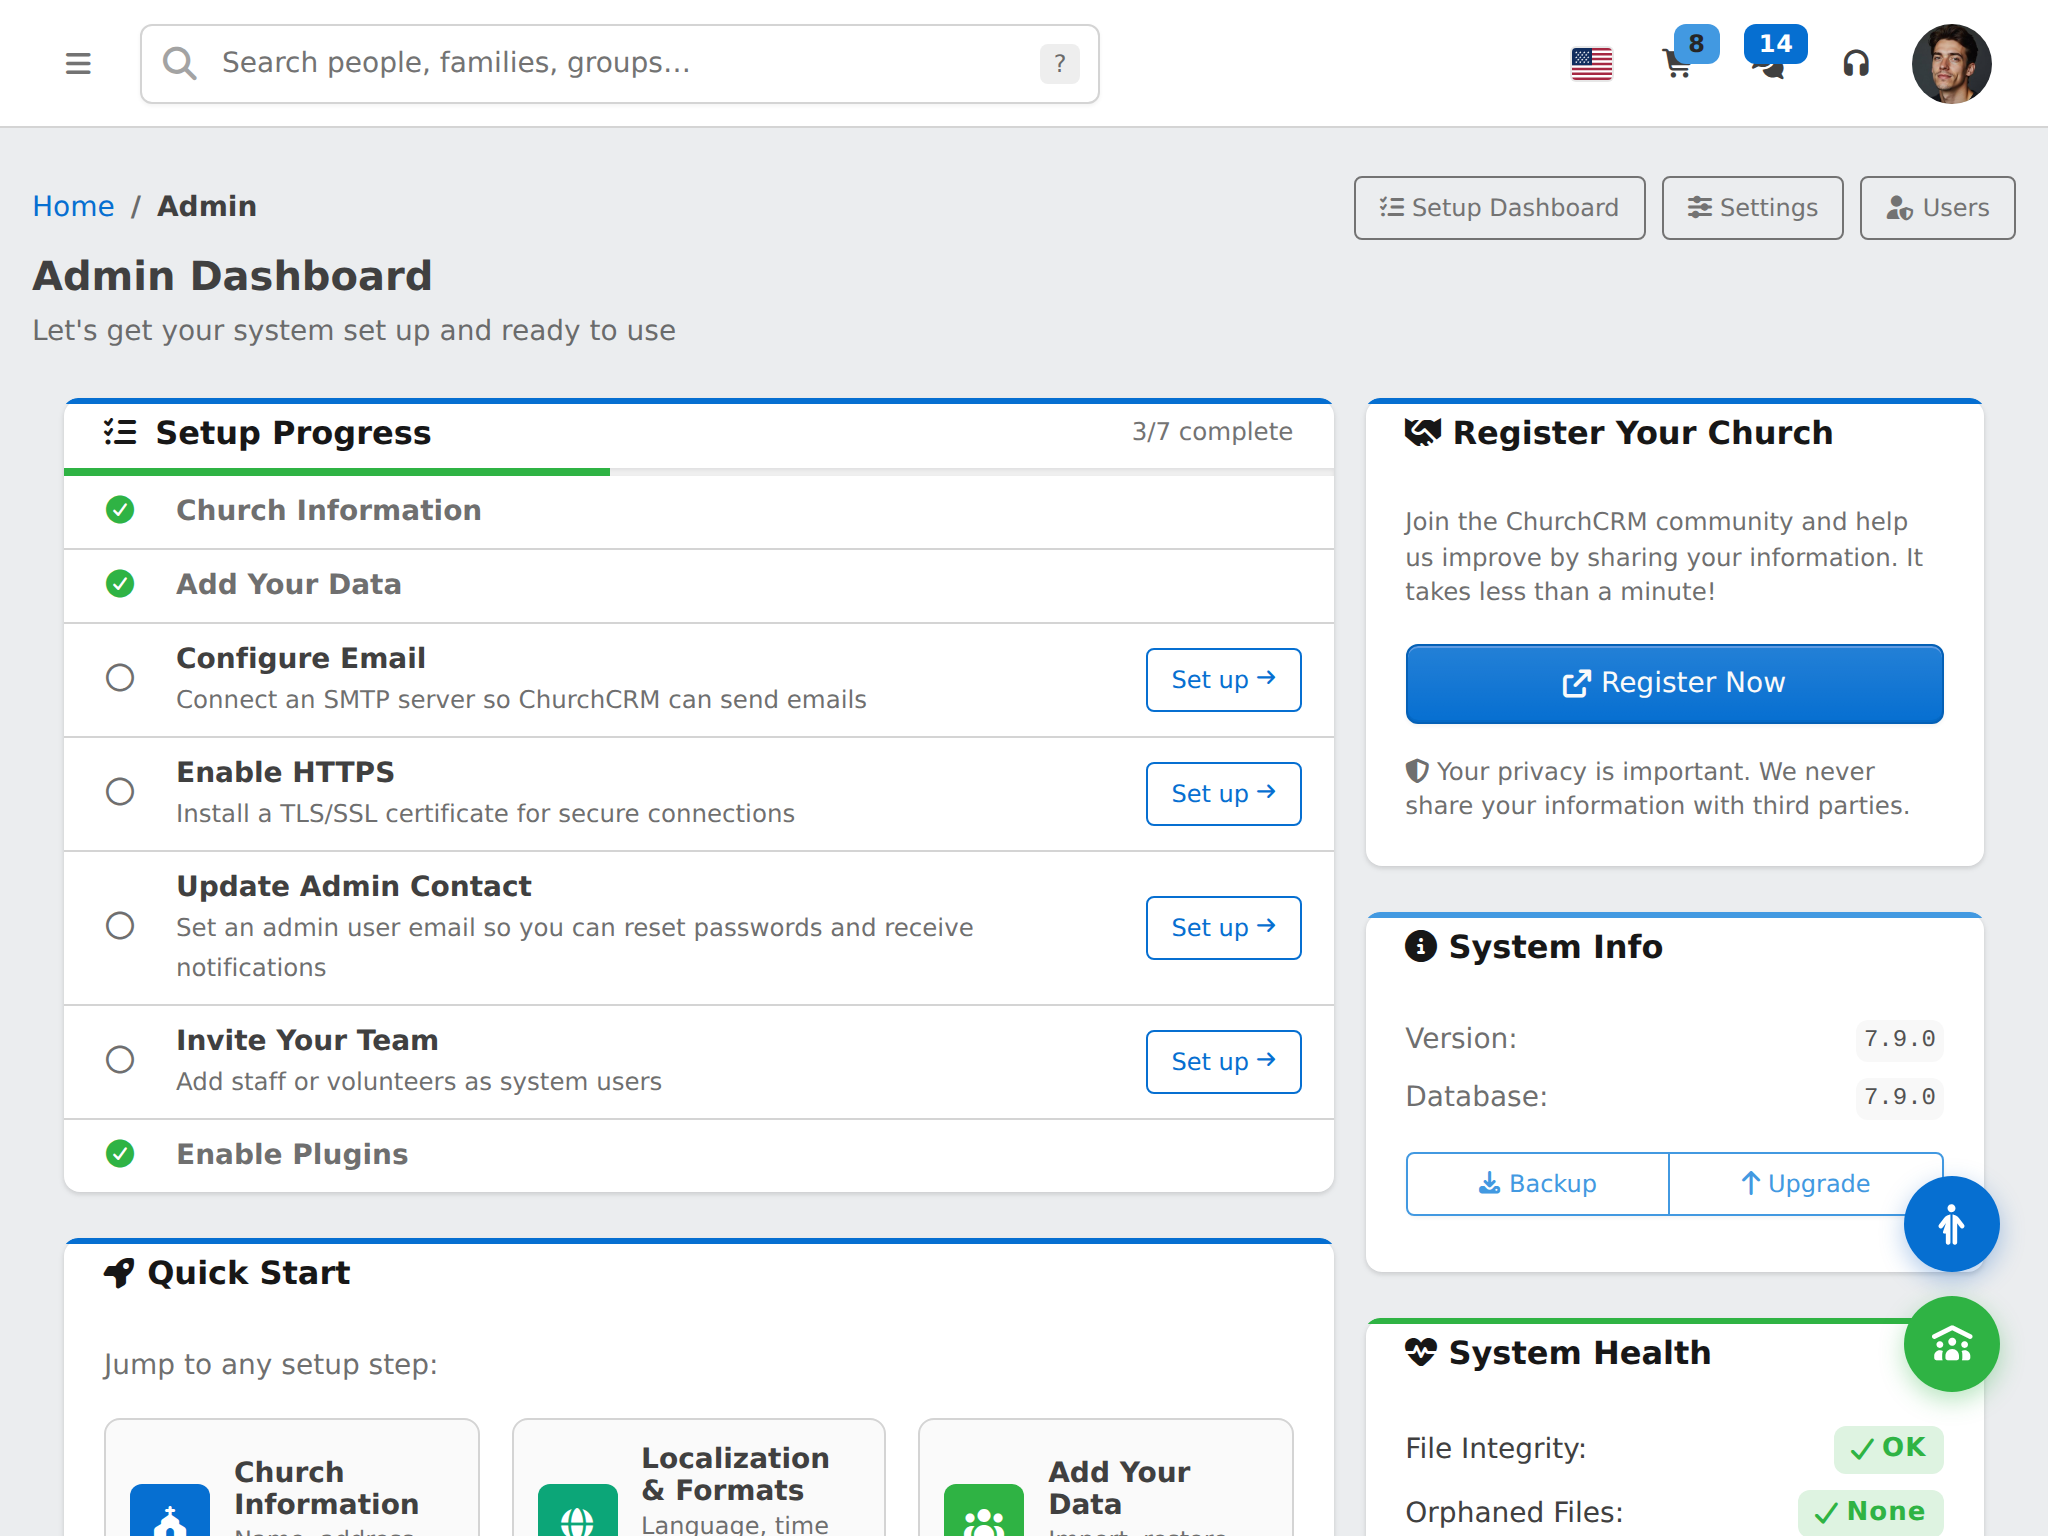 Search people, families, groups...
?
8
14
Home / Admin
Setup Dashboard
Settings
Users
Admin Dashboard
Let's get your system set up and ready to use
Setup Progress
3/7 complete
Church Information
Add Your Data
Configure Email
Connect an SMTP server so ChurchCRM can send emails
Set up
Enable HTTPS
Install a TLS/SSL certificate for secure connections
Set up
Update Admin Contact
Set an admin user email so you can reset passwords and receive
notifications
Set up
Invite Your Team
Add staff or volunteers as system users
Set up
Enable Plugins
Quick Start
Jump to any setup step:
Church
Information
Name, address
Localization
& Formats
Language, time
Add Your
Data
Import, restore
Register Your Church
Join the ChurchCRM community and help
us improve by sharing your information. It
takes less than a minute!
Register Now
Your privacy is important. We never
share your information with third parties.
System Info
Version:
7.9.0
Database:
7.9.0
Backup
Upgrade
System Health
File Integrity:
OK
Orphaned Files:
None